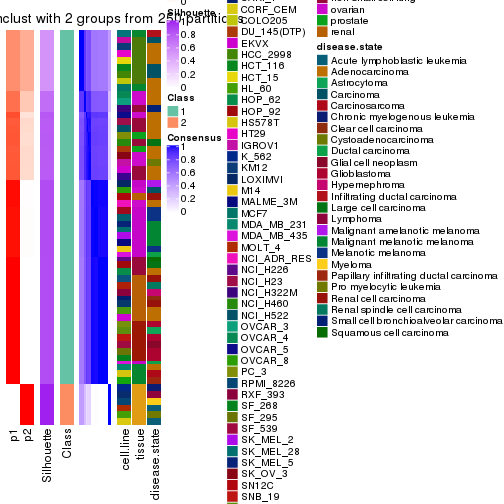 nclust with 2 groups from 250 partitions
Silhouette
1
0.8
0.6
0.4
0.2
0
Class
1
2
Consensus
1
0.8
0.6
0.4
0.2
0
p1
p2
Silhouette
Class
cell.line
tissue
disease.state
CCRF_CEM
COLO205
DU_145(DTP)
EKVX
HCC_2998
HCT_116
HCT_15
HL_60
HOP_62
HOP_92
HS578T
HT29
IGROV1
K_562
KM12
LOXIMVI
M14
MALME_3M
MCF7
MDA_MB_231
MDA_MB_435
MOLT_4
NCI_ADR_RES
NCI_H226
NCI_H23
NCI_H322M
NCI_H460
NCI_H522
OVCAR_3
OVCAR_4
OVCAR_5
OVCAR_8
PC_3
RPMI_8226
RXF_393
SF_268
SF_295
SF_539
SK_MEL_2
SK_MEL_28
SK_MEL_5
SK_OV_3
SN12C
SNB_19
ovarian
prostate
renal
disease.state
Acute lymphoblastic leukemia
Adenocarcinoma
Astrocytoma
Carcinoma
Carcinosarcoma
Chronic myelogenous leukemia
Clear cell carcinoma
Cystoadenocarcinoma
Ductal carcinoma
Glial cell neoplasm
Glioblastoma
Hypernephroma
Infiltrating ductal carcinoma
Large cell carcinoma
Lymphoma
Malignant amelanotic melanoma
Malignant melanotic melanoma
Melanotic melanoma
Myeloma
Papillary infiltrating ductal carcinoma
Pro myelocytic leukemia
Renal cell carcinoma
Renal spindle cell carcinoma
Small cell bronchioalveolar carcinoma
Squamous cell carcinoma